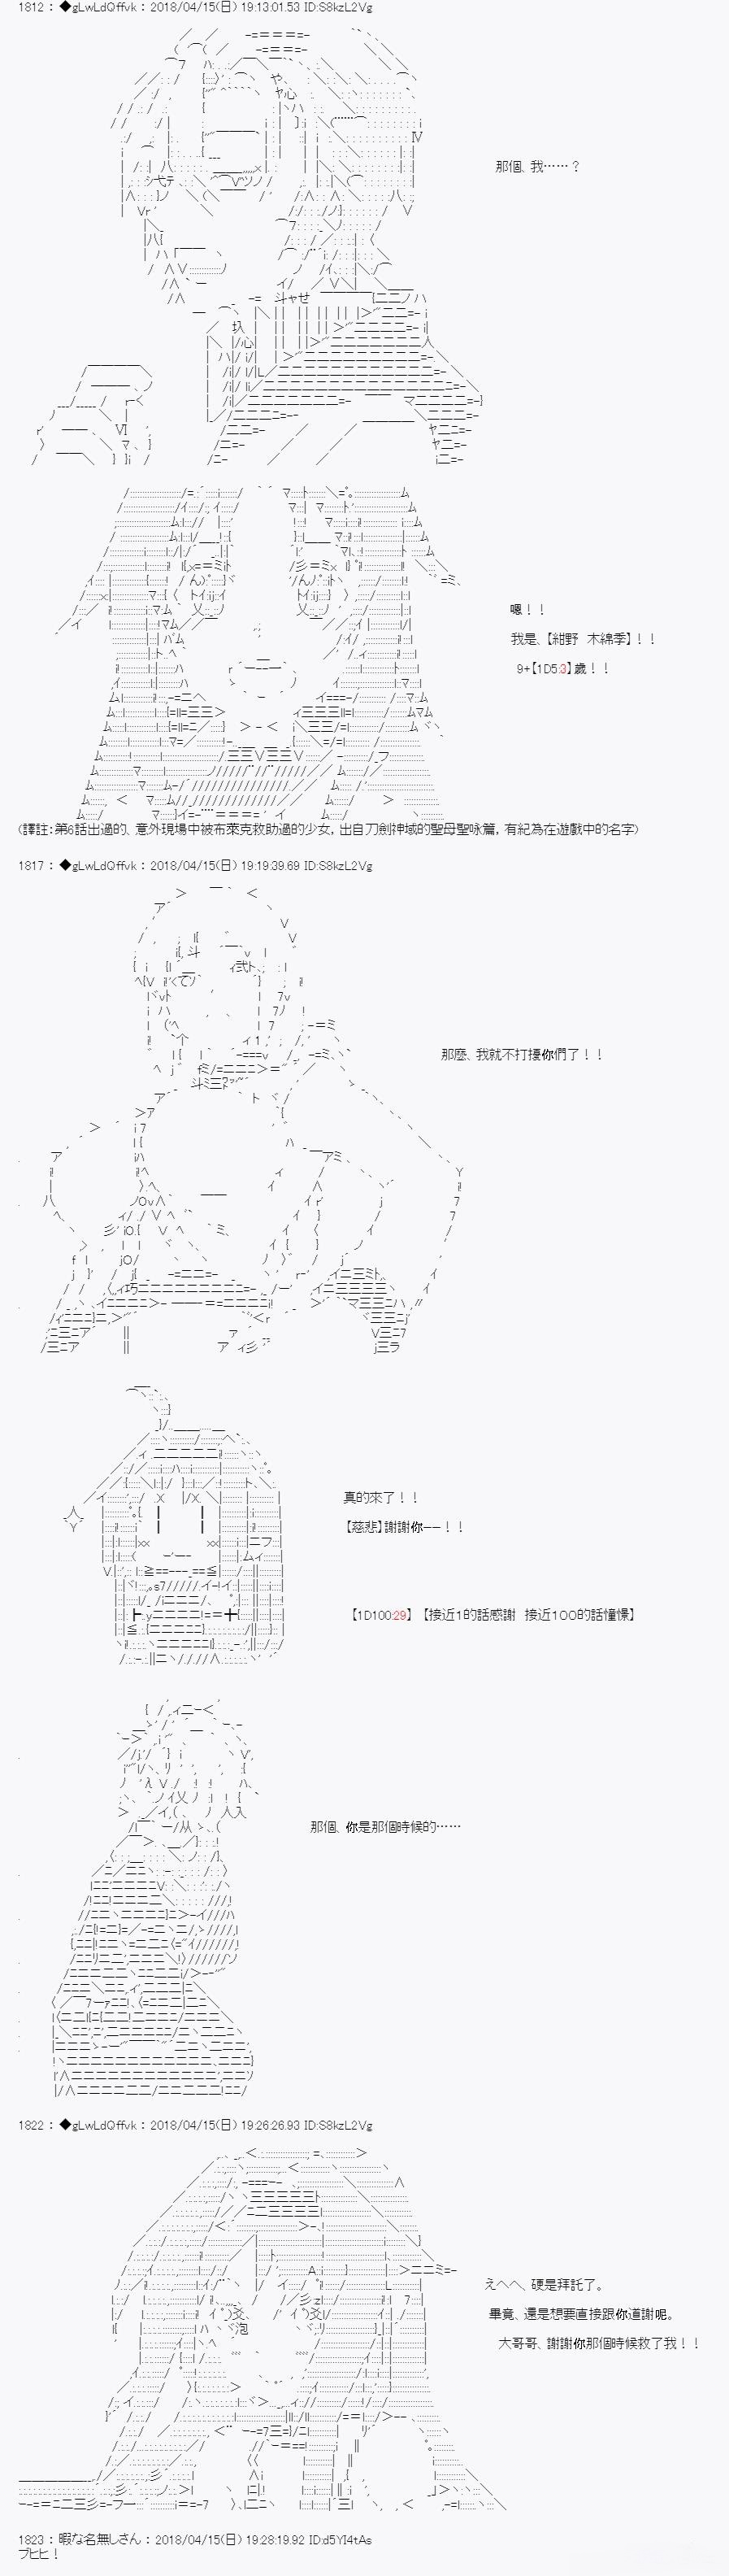 1812 : ◆gLwLdQffvk : 2018/04/15(日) 19:13:01.53 ID:S8kzL2Vg
那個、我……？
嗯！！
我是、【紺野　木綿季】！！
9+【1D5:3】歲！！
(譯註：第6話出過的、意外現場中被布萊克救助過的少女，出自刀劍神域的聖母聖咏篇，有紀為在遊戲中的名字)
1817 : ◆gLwLdQffvk : 2018/04/15(日) 19:19:39.69 ID:S8kzL2Vg
那麼、我就不打擾你們了！！
真的來了！！
【慈悲】謝謝你──！！
【1D100:29】【接近1的話感謝　接近100的話憧憬】
那個、你是那個時候的……
1822 : ◆gLwLdQffvk : 2018/04/15(日) 19:26:26.93 ID:S8kzL2Vg
えへへ、硬是拜託了。
畢竟、還是想要直接跟你道謝呢。
大哥哥、謝謝你那個時候救了我！！
1823 : 暇な名無しさん : 2018/04/15(日) 19:28:19.92 ID:d5YI4tAs
プヒヒ！